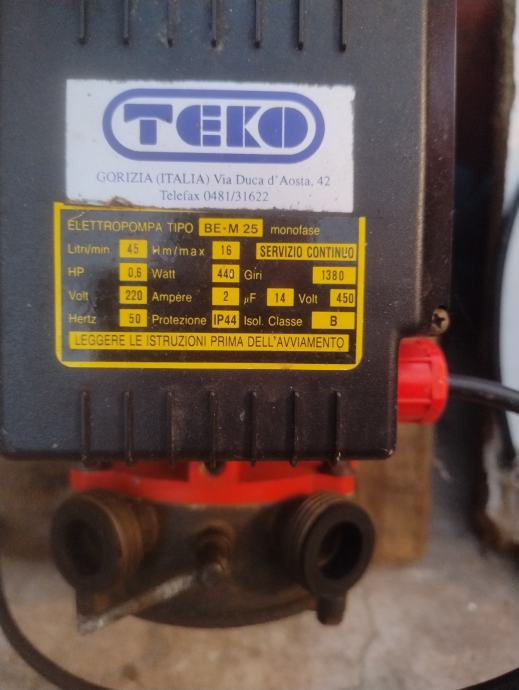 TEKO
GORIZIA (ITALIA) Via Duca d'Aosta, 42
Telefax 0481/31622
ELETTROPOMPA TIPO BE-M 25 monofase
Litri/min 45 Hm/max 16 SERVIZIO CONTINUO
HP 0,6 Watt 440 Giri 1380
Volt 220 Ampère 2 µF 14 Volt 450
Hertz 50 Protezione IP44 Isol. Classe B
LEGGERE LE ISTRUZIONI PRIMA DELL'AVVIAMENTO